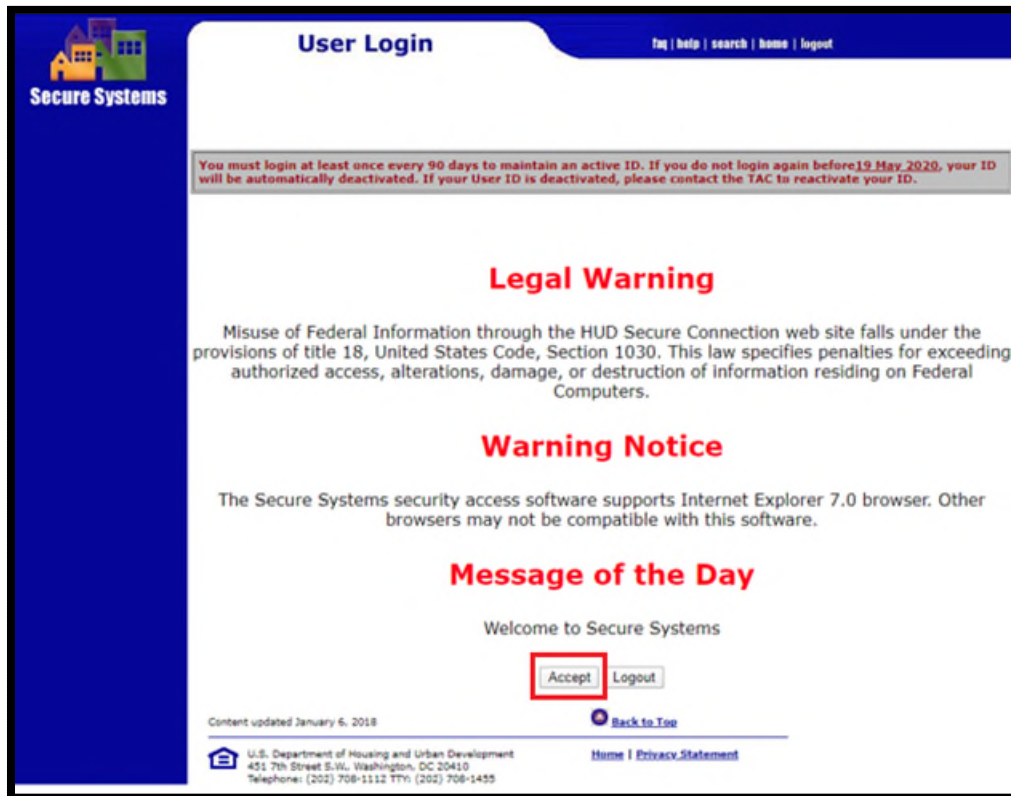 User Login
faq | help | search | home | logout
Secure Systems
You must login at least once every 90 days to maintain an active ID. If you do not login again before19 May 2020, your ID
will be automatically deactivated. If your User ID is deactivated, please contact the TAC to reactivate your ID.
Legal Warning
Misuse of Federal Information through the HUD Secure Connection web site falls under the
provisions of title 18, United States Code, Section 1030. This law specifies penalties for exceeding
authorized access, alterations, damage, or destruction of information residing on Federal
Computers.
Warning Notice
The Secure Systems security access software supports Internet Explorer 7.0 browser. Other
browsers may not be compatible with this software.
Message of the Day
Welcome to Secure Systems
Accept Logout
Content updated January 6, 2018 Back to Top
U.S. Department of Housing and Urban Development Home | Privacy Statement
451 7th Street S.W., Washington, DC 20410
Telephone: (202) 708-1112 TTY: (202) 708-1455